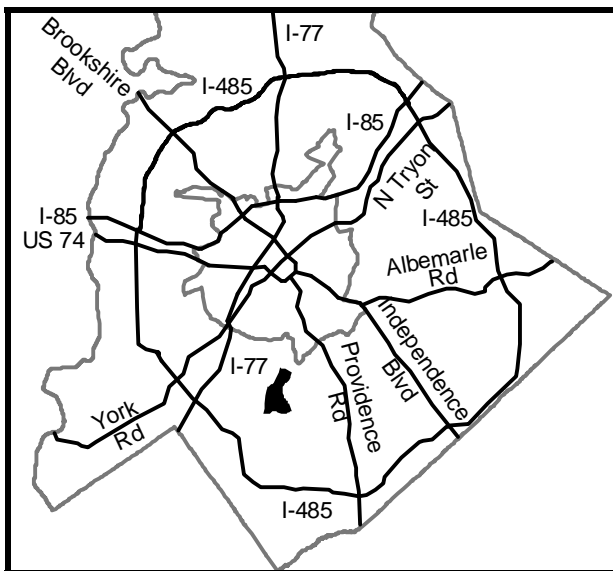 I-77
Brookshire
Blvd
I-485
I-85
N Tryon
St
I-85
I-485
US 74
Albemarle
Rd
Independence
Blvd
I-77
Providence
Rd
York
Rd
I-485